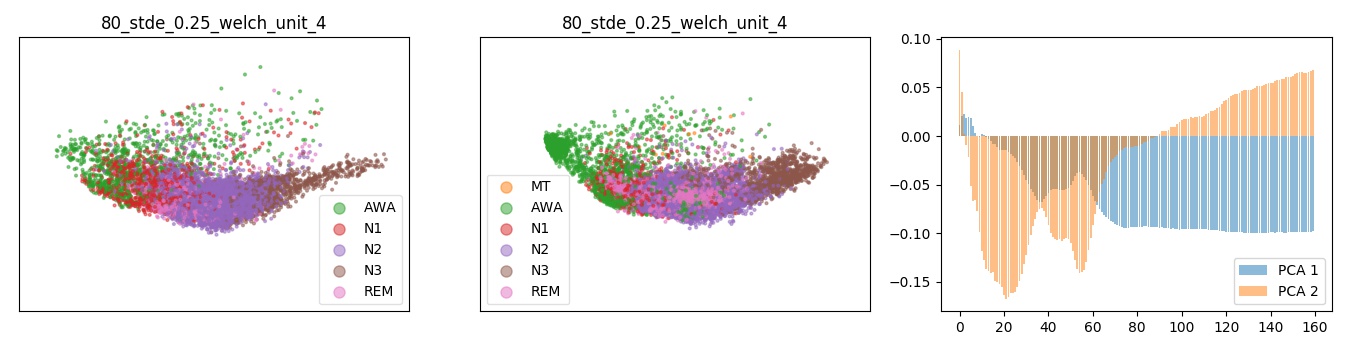 80_stde_0.25_welch_unit_4
AWA
N1
N2
N3
REM
80_stde_0.25_welch_unit_4
MT
AWA
N1
N2
N3
REM
0.10
0.05
0.00
−0.05
−0.10
−0.15
0 20 40 60 80 100 120 140 160
PCA 1
PCA 2